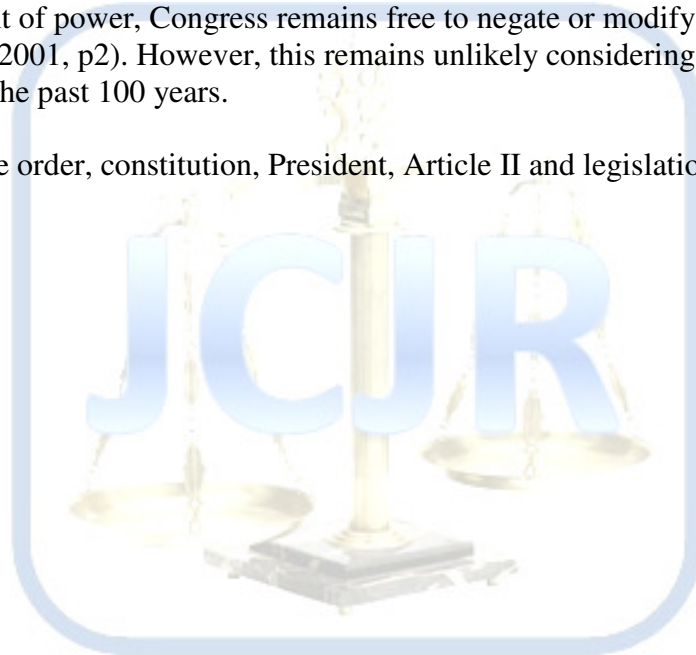 t of power, Congress remains free to negate or modify
2001, p2). However, this remains unlikely considering
he past 100 years.
e order, constitution, President, Article II and legislatio
JCJR